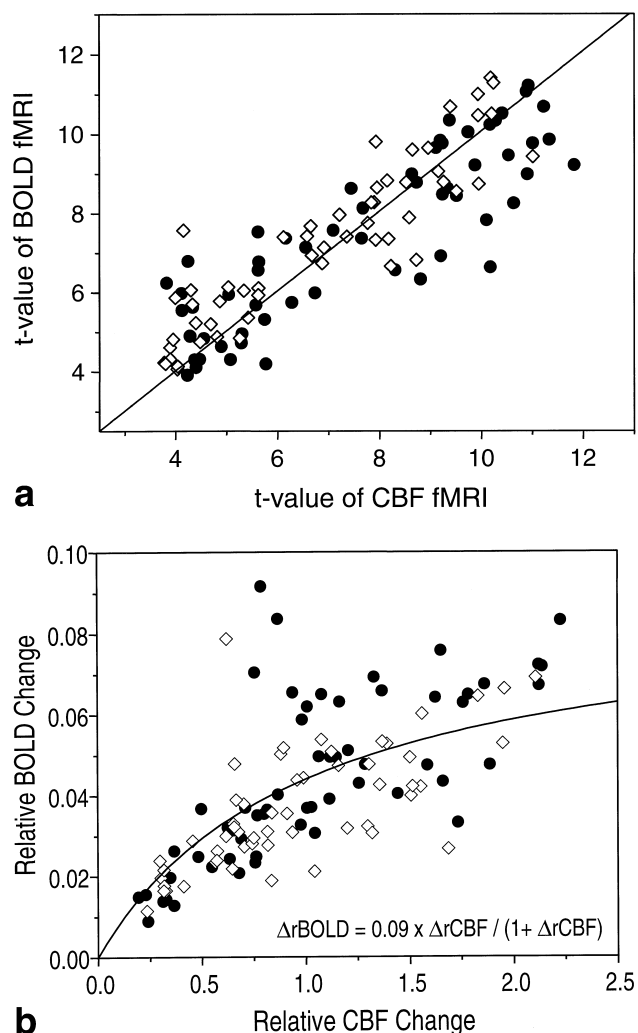 12
10
8
6
4
t-value of BOLD fMRI
4 6 8 10 12
t-value of CBF fMRI
a
0.10
0.08
0.06
0.04
0.02
0.00
Relative BOLD Change
ΔrBOLD = 0.09 x ΔrCBF / (1+ ΔrCBF)
0.0 0.5 1.0 1.5 2.0 2.5
Relative CBF Change
b